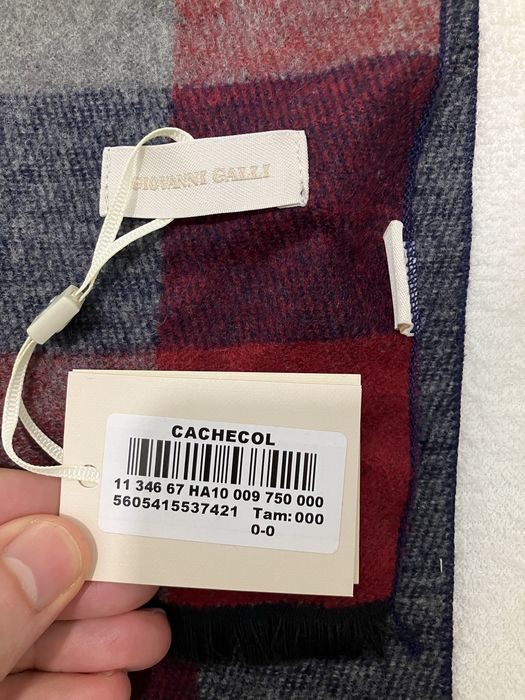 GIOVANNI GALLI
CACHECOL
11 346 67 HA10 009 750 000
5605415537421 Tam: 000
0-0